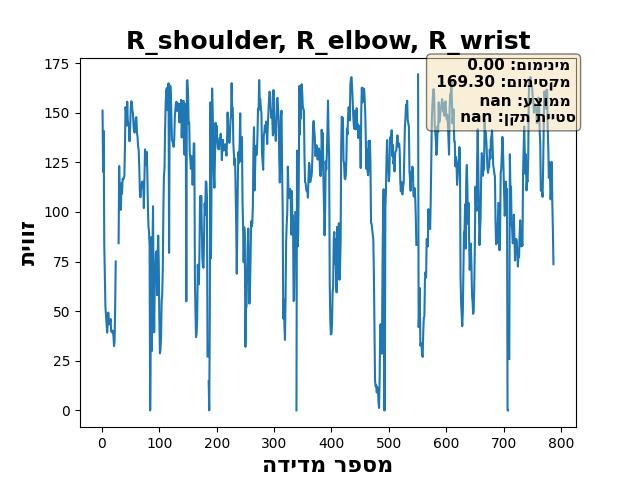 R_shoulder, R_elbow, R_wrist
מינימום: 0.00
מקסימום: 169.30
ממוצע: nan
סטיית תקן: nan
175
150
125
100
75
50
25
0
זווית
0 100 200 300 400 500 600 700 800
מספר מדידה